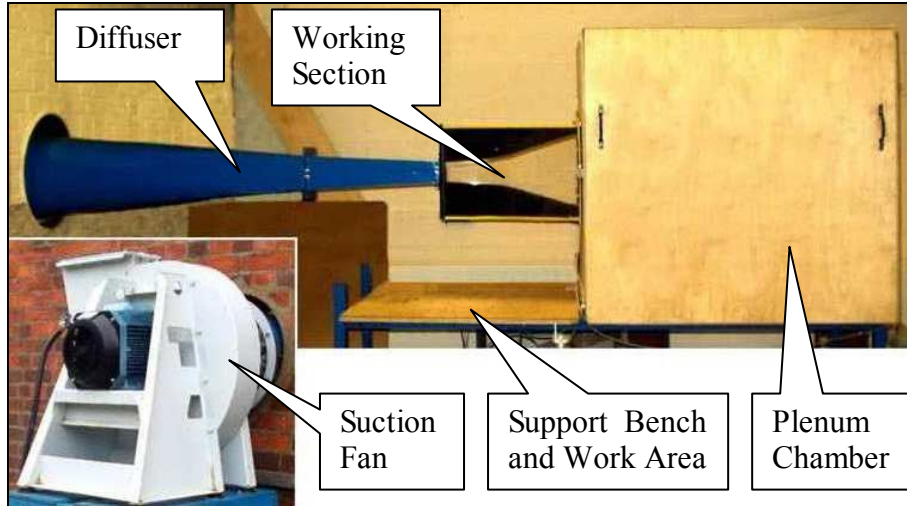 Diffuser
Working
Section
Suction
Fan
Support Bench
and Work Area
Plenum
Chamber